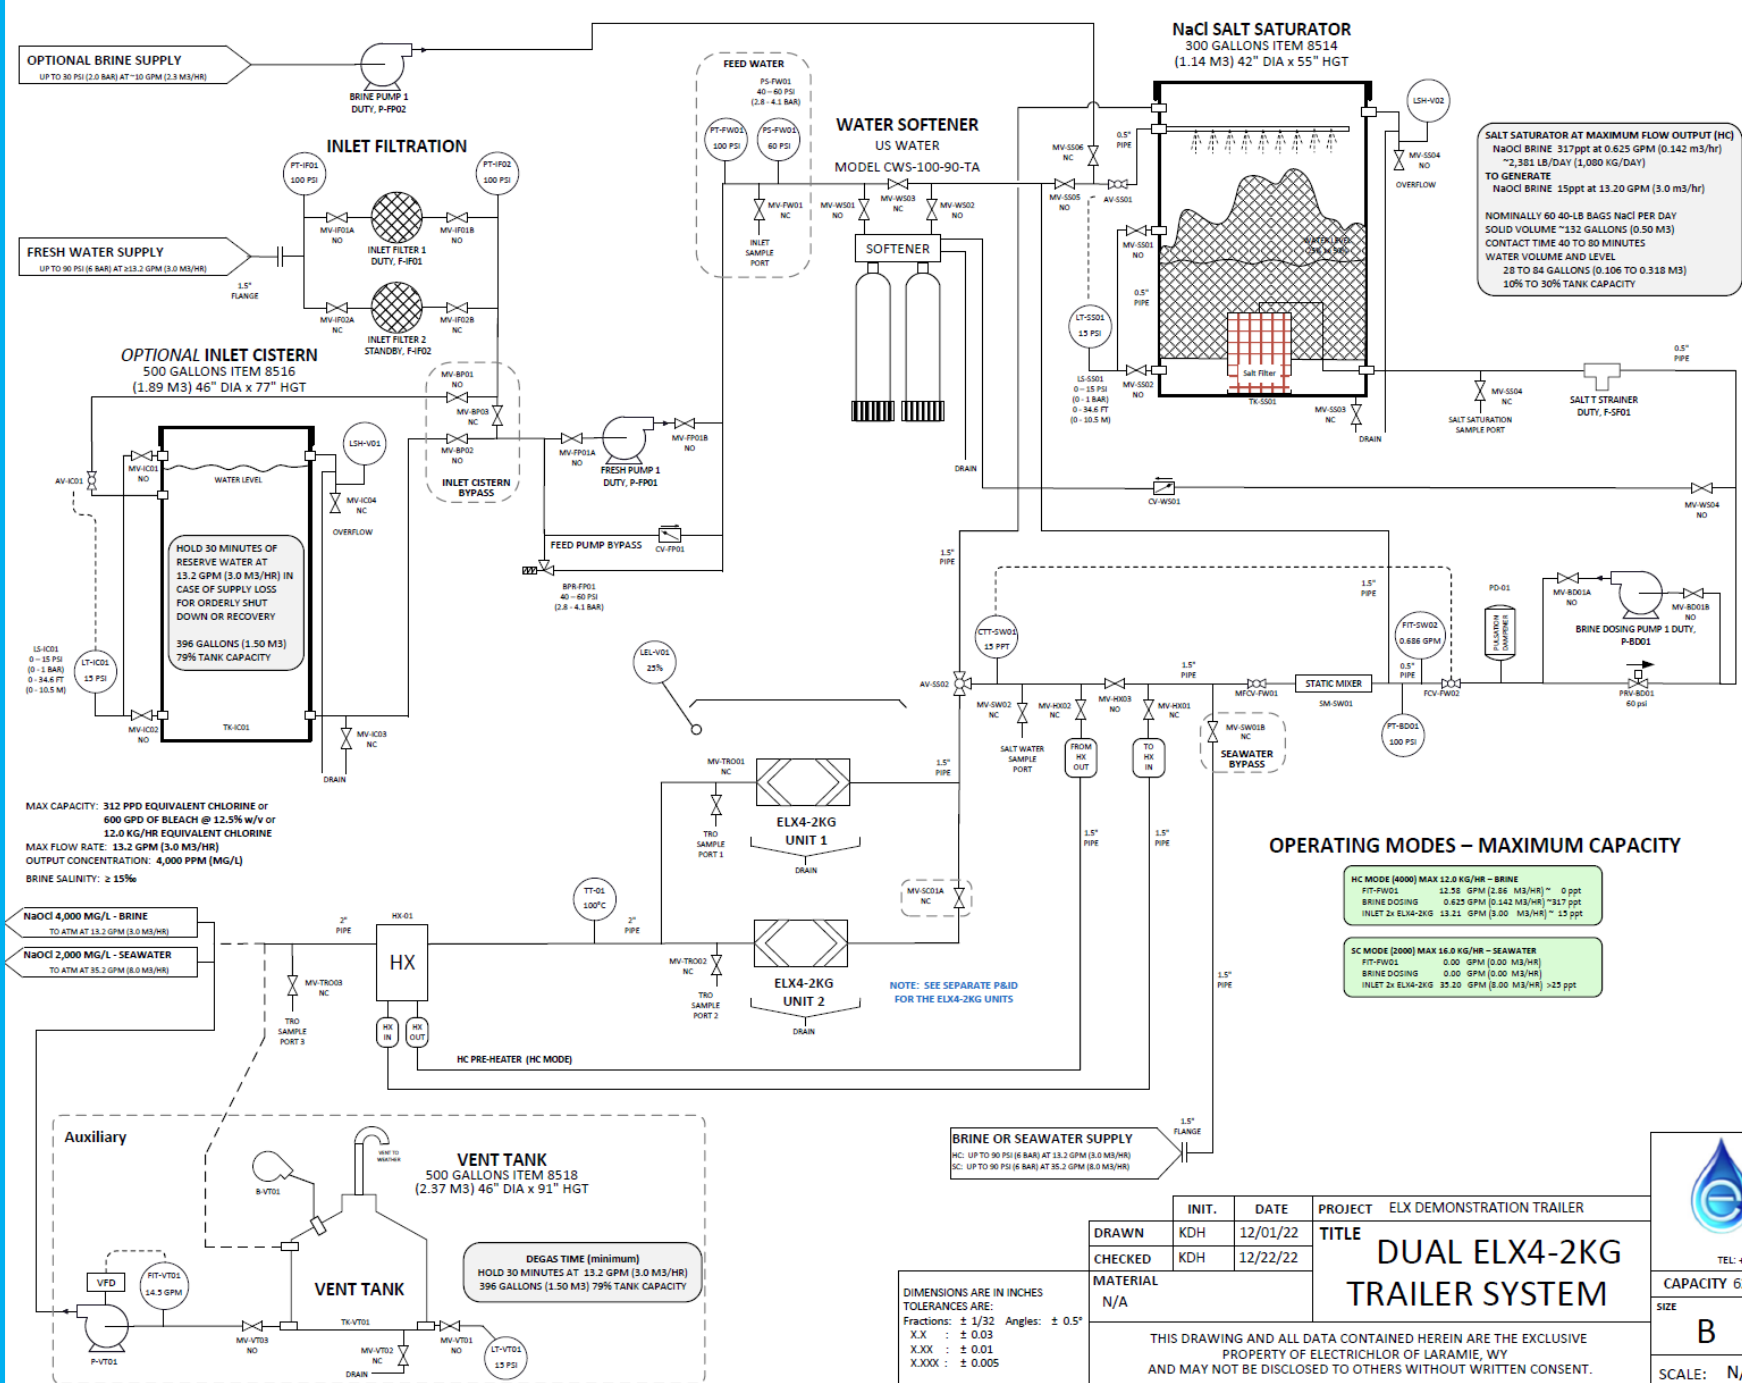 OPTIONAL BRINE SUPPLY
UP TO 30 PSI (2.0 BAR) AT ~10 GPM (2.3 M3/HR)
BRINE PUMP 1
DUTY, P-FP02
INLET FILTRATION
PT-IF01
100 PSI
PT-IF02
100 PSI
MV-IF01A
NO
MV-IF01B
NO
INLET FILTER 1
DUTY, F-IF01
FRESH WATER SUPPLY
UP TO 90 PSI (6 BAR) AT ≥13.2 GPM (3.0 M3/HR)
1.5"
FLANGE
MV-IF02A
NC
MV-IF02B
NC
INLET FILTER 2
STANDBY, F-IF02
FEED WATER
PS-FW01
40 – 60 PSI
(2.8 - 4.1 BAR)
PT-FW01
100 PSI
PS-FW01
60 PSI
MV-FW01
NC
INLET
SAMPLE
PORT
WATER SOFTENER
US WATER
MODEL CWS-100-90-TA
MV-WS01
NO
MV-WS03
NC
MV-WS02
NO
SOFTENER
DRAIN
NaCl SALT SATURATOR
300 GALLONS ITEM 8514
(1.14 M3) 42" DIA x 55" HGT
MV-SS06
NC
0.5"
PIPE
MV-SS05
NO
AV-SS01
LSH-V02
MV-SS04
NO
OVERFLOW
MV-SS01
NO
0.5"
PIPE
WATER LEVEL
LT-SS01
15 PSI
LS-SS01
0 – 15 PSI
(0 - 1 BAR)
0 - 34.6 FT
(0 - 10.5 M)
MV-SS02
NO
Salt Filter
TK-SS01
MV-SS03
NC
DRAIN
SALT SATURATOR AT MAXIMUM FLOW OUTPUT (HC)
NaOCl BRINE 317ppt at 0.625 GPM (0.142 m3/hr)
~2,381 LB/DAY (1,080 KG/DAY)
TO GENERATE
NaOCl BRINE 15ppt at 13.20 GPM (3.0 m3/hr)
NOMINALLY 60 40-LB BAGS NaCl PER DAY
SOLID VOLUME ~132 GALLONS (0.50 M3)
CONTACT TIME 40 TO 80 MINUTES
WATER VOLUME AND LEVEL
28 TO 84 GALLONS (0.106 TO 0.318 M3)
10% TO 30% TANK CAPACITY
0.5"
PIPE
MV-SS04
NC
SALT SATURATION
SAMPLE PORT
SALT T STRAINER
DUTY, F-SF01
CV-WS01
MV-WS04
NO
OPTIONAL INLET CISTERN
500 GALLONS ITEM 8516
(1.89 M3) 46" DIA x 77" HGT
MV-BP01
NO
MV-BP03
NC
MV-BP02
NO
INLET CISTERN
BYPASS
AV-IC01
MV-IC01
NO
WATER LEVEL
LSH-V01
MV-IC04
NC
OVERFLOW
HOLD 30 MINUTES OF
RESERVE WATER AT
13.2 GPM (3.0 M3/HR) IN
CASE OF SUPPLY LOSS
FOR ORDERLY SHUT
DOWN OR RECOVERY
396 GALLONS (1.50 M3)
79% TANK CAPACITY
LS-IC01
0 – 15 PSI
(0 - 1 BAR)
0 - 34.6 FT
(0 - 10.5 M)
LT-IC01
15 PSI
MV-IC02
NO
TK-IC01
MV-IC03
NC
DRAIN
MV-FP01A
NO
FRESH PUMP 1
DUTY, P-FP01
MV-FP01B
NO
FEED PUMP BYPASS
CV-FP01
BPR-FP01
40 – 60 PSI
(2.8 - 4.1 BAR)
LEL-V01
25%
1.5"
PIPE
CTT-SW01
15 PPT
AV-SS02
MV-SW02
NC
SALT WATER
SAMPLE
PORT
MV-HX02
NC
FROM
HX
OUT
MV-HX03
NO
MV-HX01
NC
TO
HX
IN
1.5"
PIPE
MV-SW01B
NC
SEAWATER
BYPASS
MFCV-FW01
STATIC MIXER
SM-SW01
1.5"
PIPE
FIT-SW02
0.686 GPM
0.5"
PIPE
PT-BD01
100 PSI
FCV-FW02
PD-01
PULSATION
DAMPENER
MV-BD01A
NO
MV-BD01B
NO
BRINE DOSING PUMP 1 DUTY,
P-BD01
PRV-BD01
60 psi
MAX CAPACITY: 312 PPD EQUIVALENT CHLORINE or
600 GPD OF BLEACH @ 12.5% w/v or
12.0 KG/HR EQUIVALENT CHLORINE
MAX FLOW RATE: 13.2 GPM (3.0 M3/HR)
OUTPUT CONCENTRATION: 4,000 PPM (MG/L)
BRINE SALINITY: ≥ 15‰
MV-TRO01
NC
TRO
SAMPLE
PORT 1
ELX4-2KG
UNIT 1
DRAIN
1.5"
PIPE
MV-SC01A
NC
1.5"
PIPE
1.5"
PIPE
OPERATING MODES – MAXIMUM CAPACITY
HC MODE (4000) MAX 12.0 KG/HR – BRINE
FIT-FW01 12.58 GPM (2.86 M3/HR) ~ 0 ppt
BRINE DOSING 0.625 GPM (0.142 M3/HR) ~317 ppt
INLET 2x ELX4-2KG 13.21 GPM (3.00 M3/HR) ~ 15 ppt
SC MODE (2000) MAX 16.0 KG/HR – SEAWATER
FIT-FW01 0.00 GPM (0.00 M3/HR)
BRINE DOSING 0.00 GPM (0.00 M3/HR)
INLET 2x ELX4-2KG 35.20 GPM (8.00 M3/HR) >25 ppt
NaOCl 4,000 MG/L - BRINE
TO ATM AT 13.2 GPM (3.0 M3/HR)
NaOCl 2,000 MG/L - SEAWATER
TO ATM AT 35.2 GPM (8.0 M3/HR)
MV-TRO03
NC
TRO
SAMPLE
PORT 3
2"
PIPE
HX-01
HX
HX
IN
HX
OUT
TT-01
100°C
2"
PIPE
MV-TRO02
NC
TRO
SAMPLE
PORT 2
ELX4-2KG
UNIT 2
DRAIN
NOTE: SEE SEPARATE P&ID
FOR THE ELX4-2KG UNITS
HC PRE-HEATER (HC MODE)
1.5"
PIPE
1.5"
FLANGE
BRINE OR SEAWATER SUPPLY
HC: UP TO 90 PSI (6 BAR) AT 13.2 GPM (3.0 M3/HR)
SC: UP TO 90 PSI (6 BAR) AT 35.2 GPM (8.0 M3/HR)
Auxiliary
VENT TO
WEATHER
B-VT01
VENT TANK
500 GALLONS ITEM 8518
(2.37 M3) 46" DIA x 91" HGT
DEGAS TIME (minimum)
HOLD 30 MINUTES AT 13.2 GPM (3.0 M3/HR)
396 GALLONS (1.50 M3) 79% TANK CAPACITY
VFD
FIT-VT01
14.5 GPM
P-VT01
MV-VT03
NO
VENT TANK
TK-VT01
MV-VT02
NC
DRAIN
MV-VT01
NO
LT-VT01
15 PSI
DIMENSIONS ARE IN INCHES
TOLERANCES ARE:
Fractions: ± 1/32 Angles: ± 0.5°
X.X : ± 0.03
X.XX : ± 0.01
X.XXX : ± 0.005
INIT. DATE
DRAWN KDH 12/01/22
CHECKED KDH 12/22/22
MATERIAL
N/A
PROJECT ELX DEMONSTRATION TRAILER
TITLE
DUAL ELX4-2KG
TRAILER SYSTEM
THIS DRAWING AND ALL DATA CONTAINED HEREIN ARE THE EXCLUSIVE
PROPERTY OF ELECTRICHLOR OF LARAMIE, WY
AND MAY NOT BE DISCLOSED TO OTHERS WITHOUT WRITTEN CONSENT.
e
TEL:
CAPACITY
SIZE
B
SCALE: